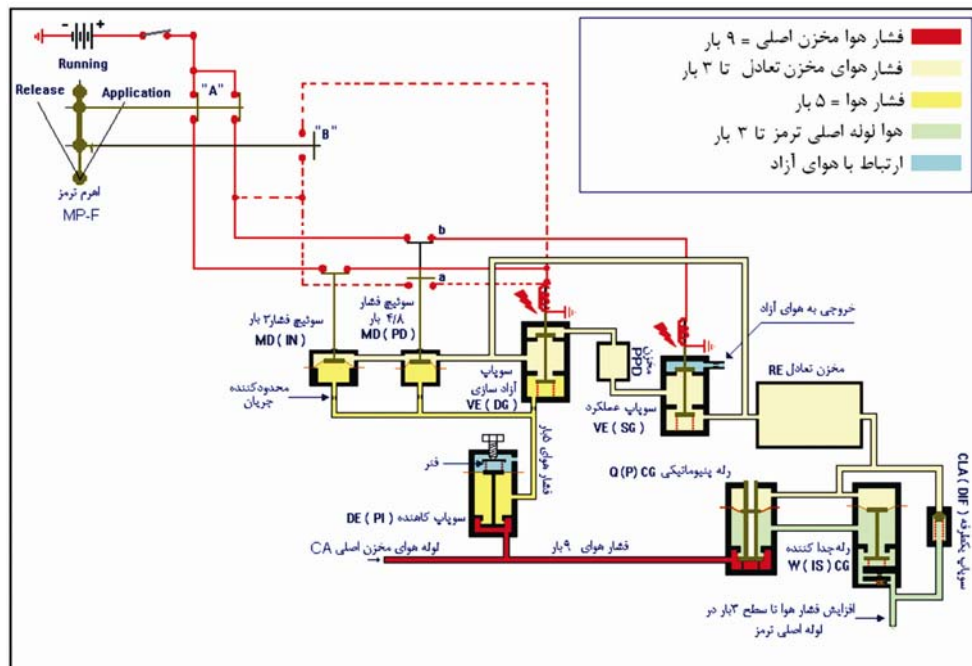 فشار هوا مخزن اصلی = ۹ بار
فشار هوای مخزن تعادل تا ۳ بار
فشار هوا = ۵ بار
هوا لوله اصلی ترمز تا ۳ بار
ارتباط با هوای آزاد
- +
Running
Release
Application
"A"
"B"
اهرم ترمز
MP-F
b
a
سوئیچ فشار۳ بار
MD ( IN )
سوئیچ فشار
۴/۸ بار
MD ( PD )
سوپاپ
آزاد سازی
VE ( DG )
مخزن
PPD
خروجی به هوای آزاد
سوپاپ عملکرد
VE ( SG )
مخزن تعادل RE
محدودکننده
جریان
فشار هوای ۵بار
فنر
سوپاپ کاهنده DE ( PI )
رله پنیوماتیکی Q(P) CG
سوپاپ یکطرفه CLA( DIF )
لوله هوای مخزن اصلی CA
فشار هوای ۹بار
رله جدا کننده
W ( IS ) CG
افزایش فشار هوا تا سطح ۳بار در
لوله اصلی ترمز